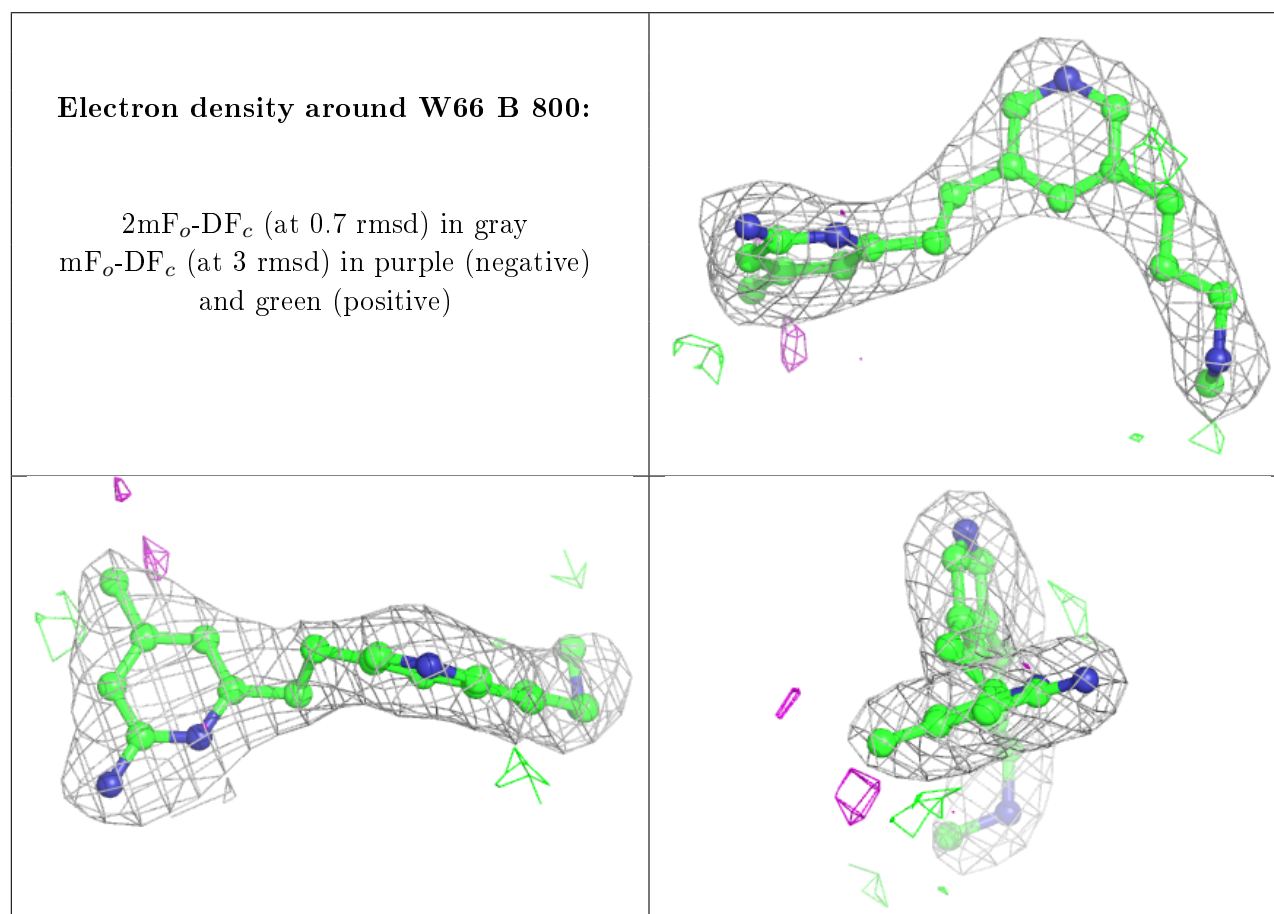 Electron density around W66 B 800:
2mFo-DFc (at 0.7 rmsd) in gray
mFo-DFc (at 3 rmsd) in purple (negative)
and green (positive)